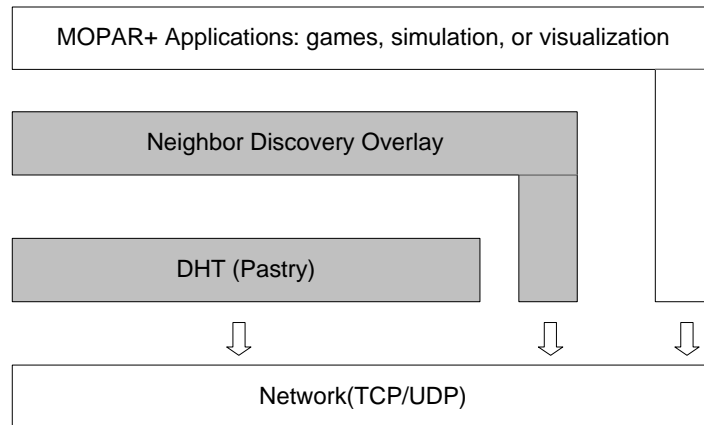 MOPAR+ Applications: games, simulation, or visualization
Neighbor Discovery Overlay
DHT (Pastry)
Network(TCP/UDP)